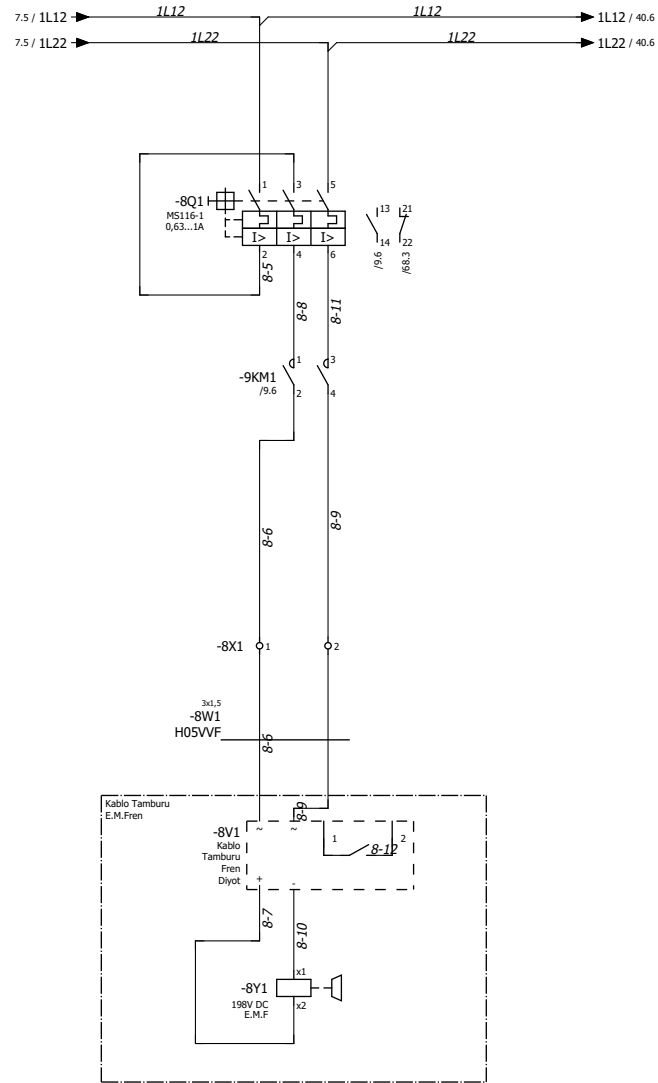 7.5 / 1L12
1L12
1L12
1L12 / 40.6
7.5 / 1L22
1L22
1L22
1L22 / 40.6
1
3
5
-8Q1
MS116-1
0,63...1A
13
21
I>
I>
I>
14
22
2
4
6
/9.6
/68.3
8-5
8-8
8-11
1
3
-9KM1
/9.6
2
4
8-6
8-9
-8X1
1
2
3x1,5
-8W1
H05VVF
8-6
Kablo Tamburu
E.M.Fren
8-9
-8V1
Kablo
Tamburu
Fren
Diyot
~
~
1
2
8-12
+
-
8-7
8-10
x1
-8Y1
198V DC
E.M.F
x2